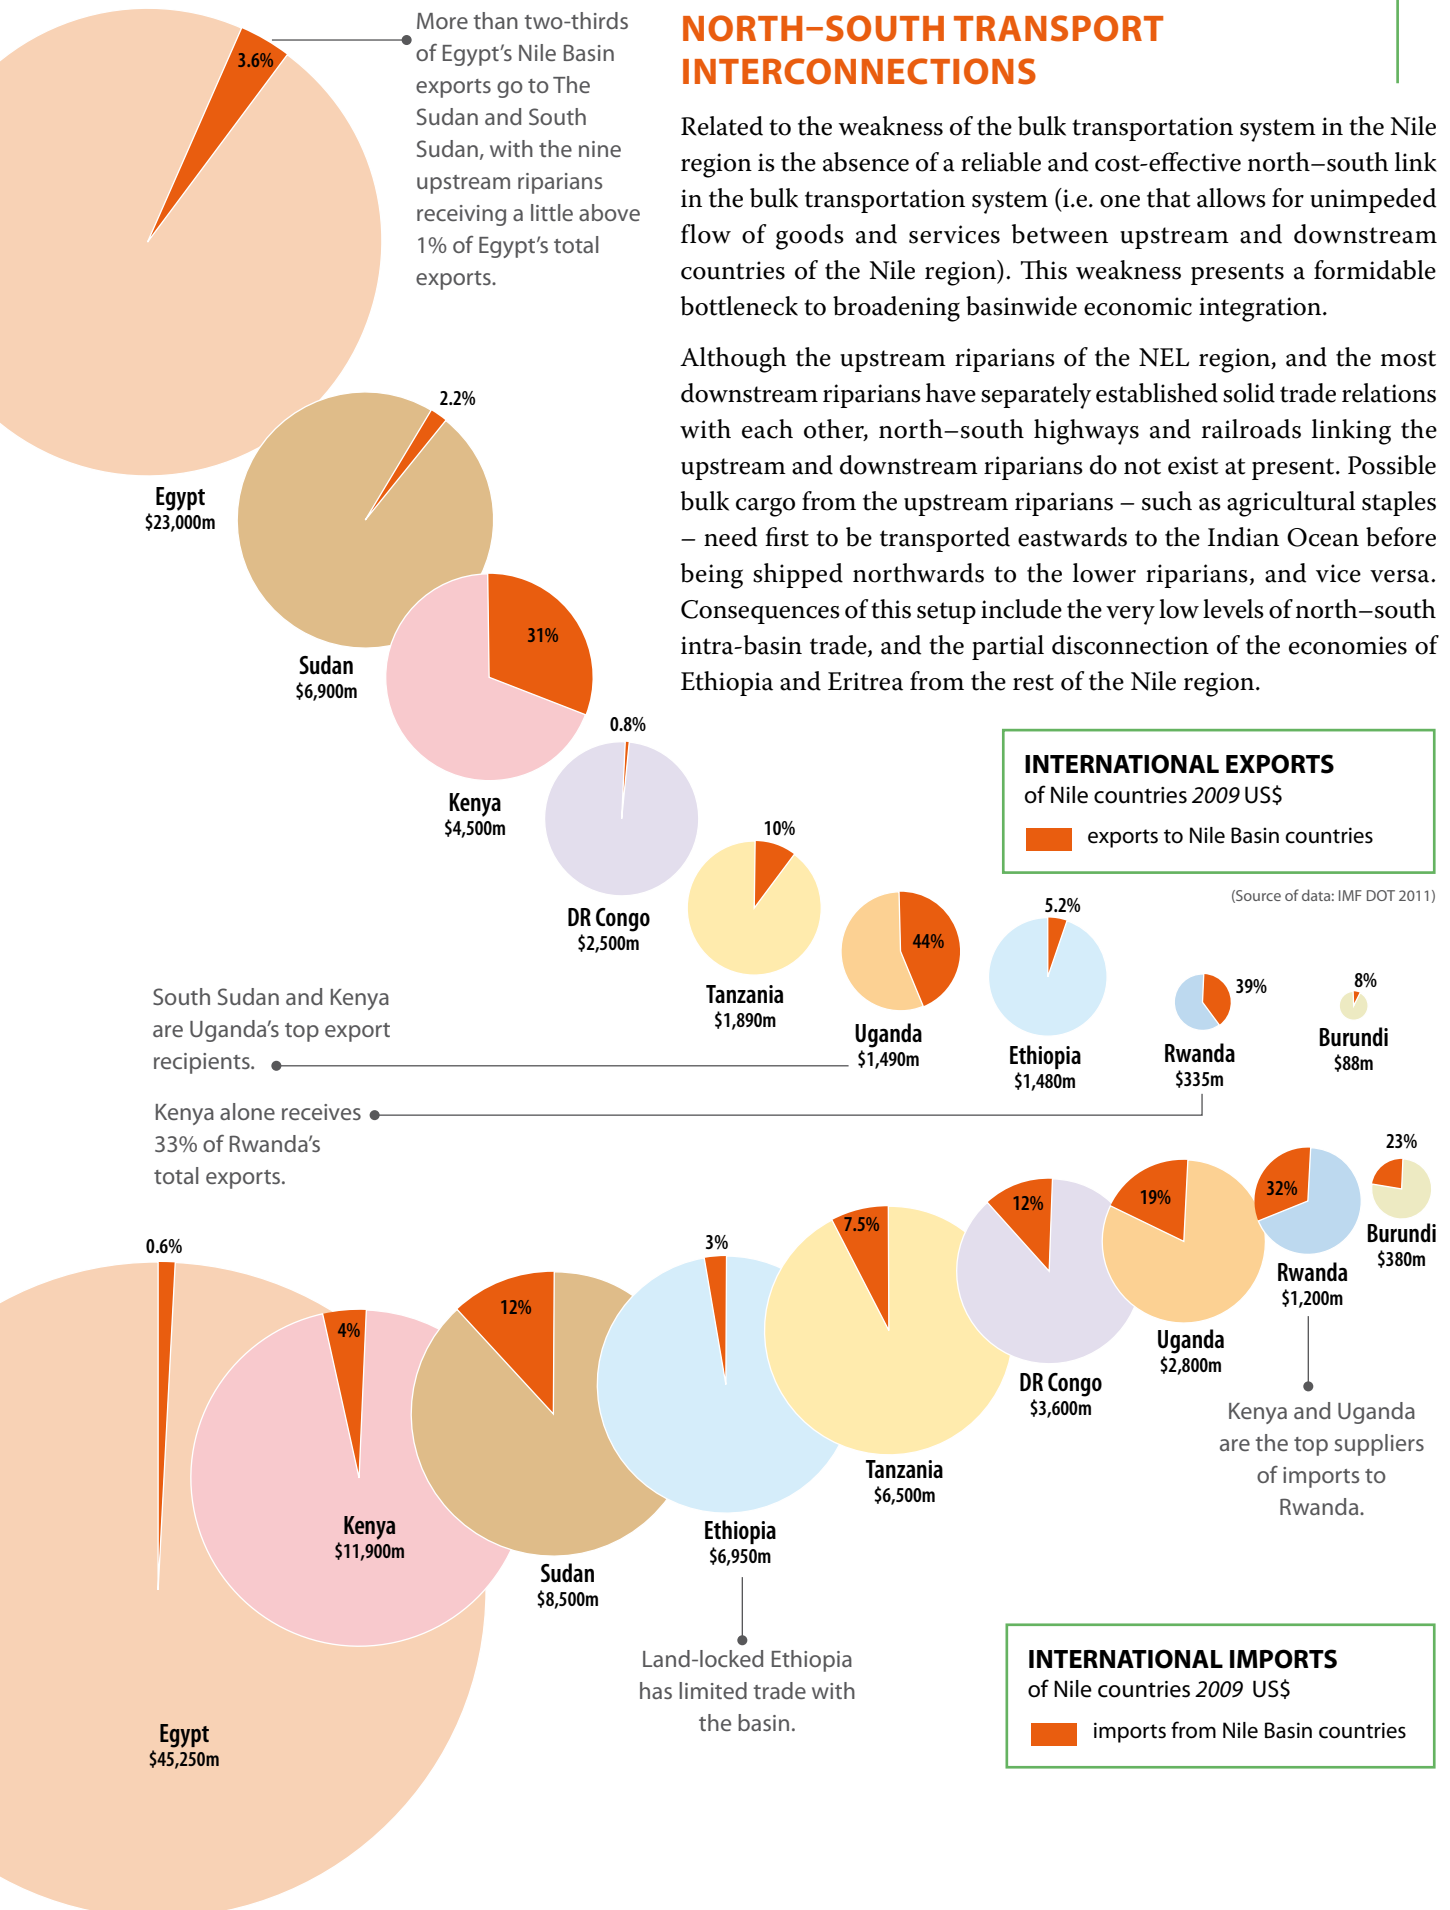 More than two-thirds
of Egypt’s Nile Basin
exports go to The
Sudan and South
Sudan, with the nine
upstream riparians
receiving a little above
1% of Egypt’s total
exports.
NORTH–SOUTH TRANSPORT
INTERCONNECTIONS
Related to the weakness of the bulk transportation system in the Nile
region is the absence of a reliable and cost-effective north–south link
in the bulk transportation system (i.e. one that allows for unimpeded
flow of goods and services between upstream and downstream
countries of the Nile region). This weakness presents a formidable
bottleneck to broadening basinwide economic integration.
Although the upstream riparians of the NEL region, and the most
downstream riparians have separately established solid trade relations
with each other, north–south highways and railroads linking the
upstream and downstream riparians do not exist at present. Possible
bulk cargo from the upstream riparians – such as agricultural staples
– need first to be transported eastwards to the Indian Ocean before
being shipped northwards to the lower riparians, and vice versa.
Consequences of this setup include the very low levels of north–south
intra-basin trade, and the partial disconnection of the economies of
Ethiopia and Eritrea from the rest of the Nile region.
3.6%
Egypt
$23,000m
2.2%
Sudan
$6,900m
31%
Kenya
$4,500m
0.8%
DR Congo
$2,500m
10%
Tanzania
$1,890m
44%
Uganda
$1,490m
5.2%
Ethiopia
$1,480m
39%
Rwanda
$335m
8%
Burundi
$88m
INTERNATIONAL EXPORTS
of Nile countries 2009 US$
exports to Nile Basin countries
(Source of data: IMF DOT 2011)
South Sudan and Kenya
are Uganda’s top export
recipients.
Kenya alone receives
33% of Rwanda’s
total exports.
0.6%
Egypt
$45,250m
4%
Kenya
$11,900m
12%
Sudan
$8,500m
3%
Ethiopia
$6,950m
7.5%
Tanzania
$6,500m
12%
DR Congo
$3,600m
19%
Uganda
$2,800m
32%
Rwanda
$1,200m
23%
Burundi
$380m
Kenya and Uganda
are the top suppliers
of imports to
Rwanda.
Land-locked Ethiopia
has limited trade with
the basin.
INTERNATIONAL IMPORTS
of Nile countries 2009 US$
imports from Nile Basin countries